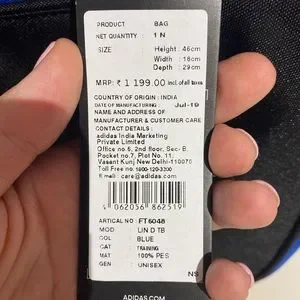 PRODUCT : BAG
NET QUANTITY : 1 N
SIZE : Height : 46cm
Width : 18cm
Depth : 29cm
MRP: ₹ 1 199.00 incl.of all taxes
COUNTRY OF ORIGIN : INDIA
DATE OF MANUFACTURING : Jul-19
NAME AND ADDRESS OF
MANUFACTURER & CUSTOMER CARE
CONTACT DETAILS :
adidas India Marketing
Private Limited
Office no.6, 2nd floor, Sec- B
Pocket no.7, Plot No. 11,
Vasant Kunj New Delhi-110070
Toll Free no.1800-120-3300
E mail : care@adidas.com
4 062056 862519
ARTICAL NO : FT6048
MOD: LIN D TB
COL: BLUE
CAT: TRAINING
MAT: 100% PES
GEN: UNISEX
NS
ADIDAS.COM